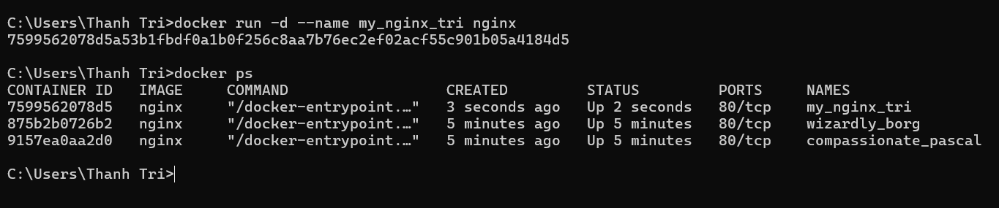 C:\Users\Thanh Tri>docker run -d --name my_nginx_tri nginx
7599562078d5a53b1fbdf0a1b0f256c8aa7b76ec2ef02acf55c901b05a4184d5
C:\Users\Thanh Tri>docker ps
CONTAINER ID   IMAGE     COMMAND                  CREATED         STATUS         PORTS     NAMES
7599562078d5   nginx     "/docker-entrypoint.…"   3 seconds ago   Up 2 seconds   80/tcp    my_nginx_tri
875b2b0726b2   nginx     "/docker-entrypoint.…"   5 minutes ago   Up 5 minutes   80/tcp    wizardly_borg
9157ea0aa2d0   nginx     "/docker-entrypoint.…"   5 minutes ago   Up 5 minutes   80/tcp    compassionate_pascal
C:\Users\Thanh Tri>